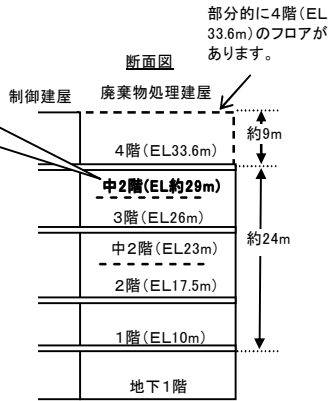 部分的に4階(EL
33.6m)のフロアが
あります。
断面図
制御建屋 廃棄物処理建屋
約9m
4階(EL33.6m)
中2階(EL約29m)
3階(EL26m)
中2階(EL23m)
約24m
2階(EL17.5m)
1階(EL10m)
地下1階